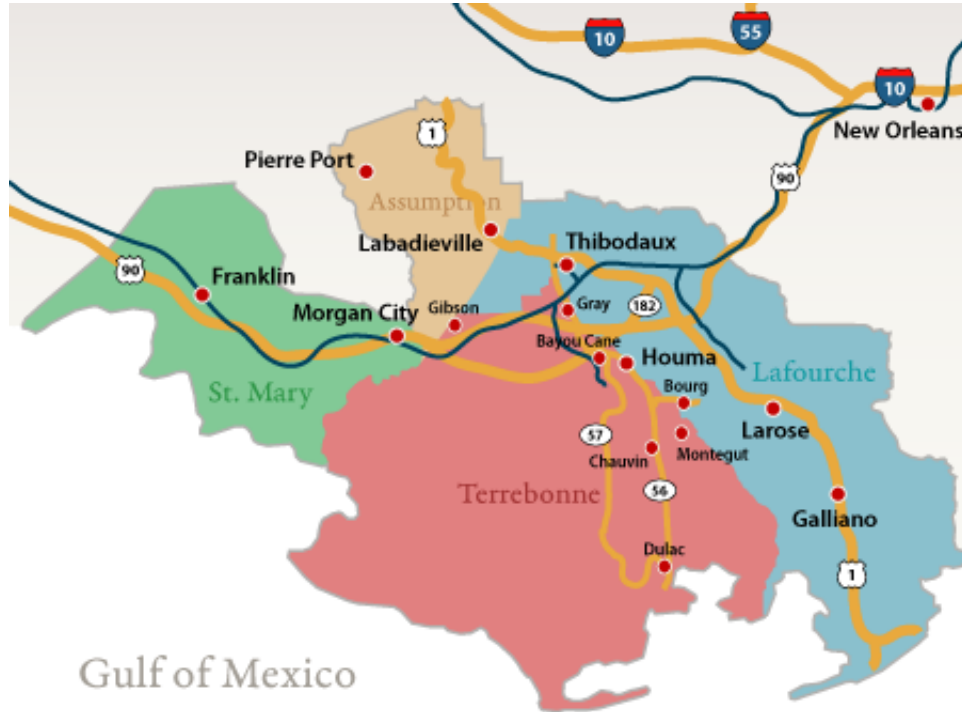 55
10
10
New Orleans
1
Pierre Port
90
Assumption
Labadieville
Thibodaux
90
Franklin
Morgan City
Gibson
Gray
182
Bayou Cane
Houma
St. Mary
Bourg
Lafourche
57
Larose
Chauvin
Montegut
Terrebonne
56
Galliano
Dulac
1
Gulf of Mexico